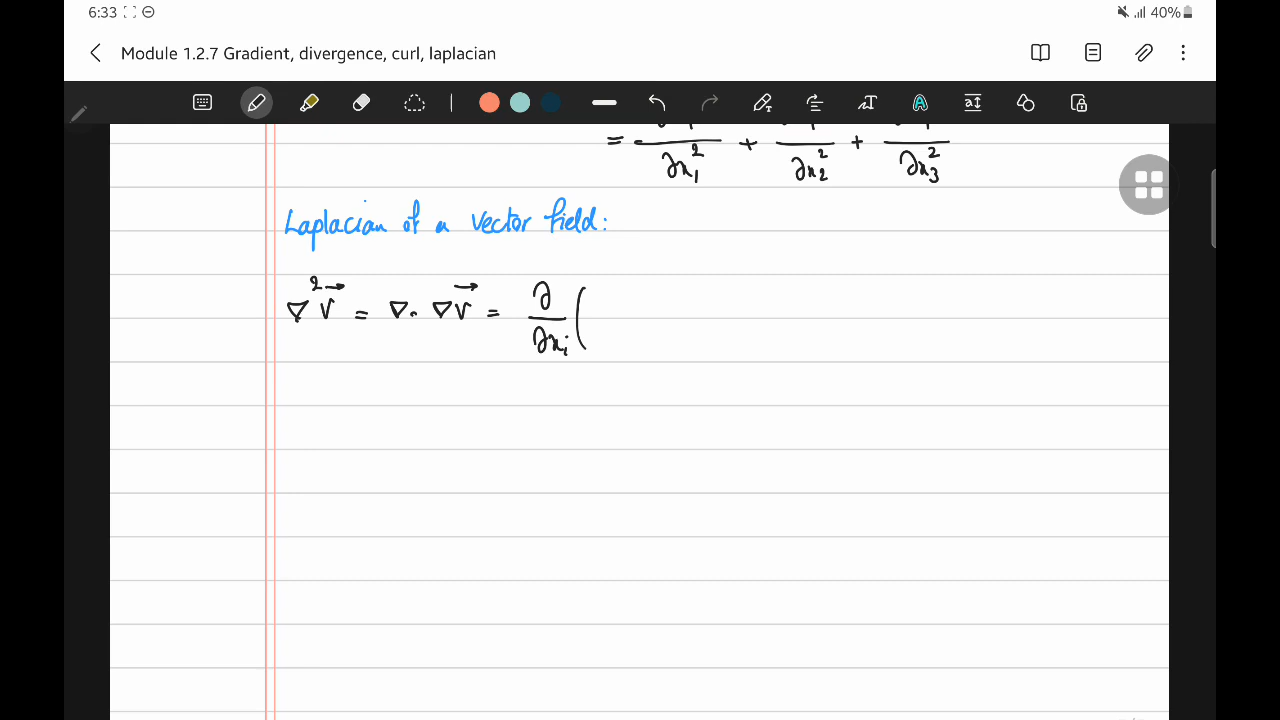 6:33 40%
Module 1.2.7 Gradient, divergence, curl, laplacian
= / ∂x₁² + / ∂x₂² + / ∂x₃²
Laplacian of a vector field:
∇²V⃗ = ∇. ∇V⃗ = ∂/∂xᵢ (